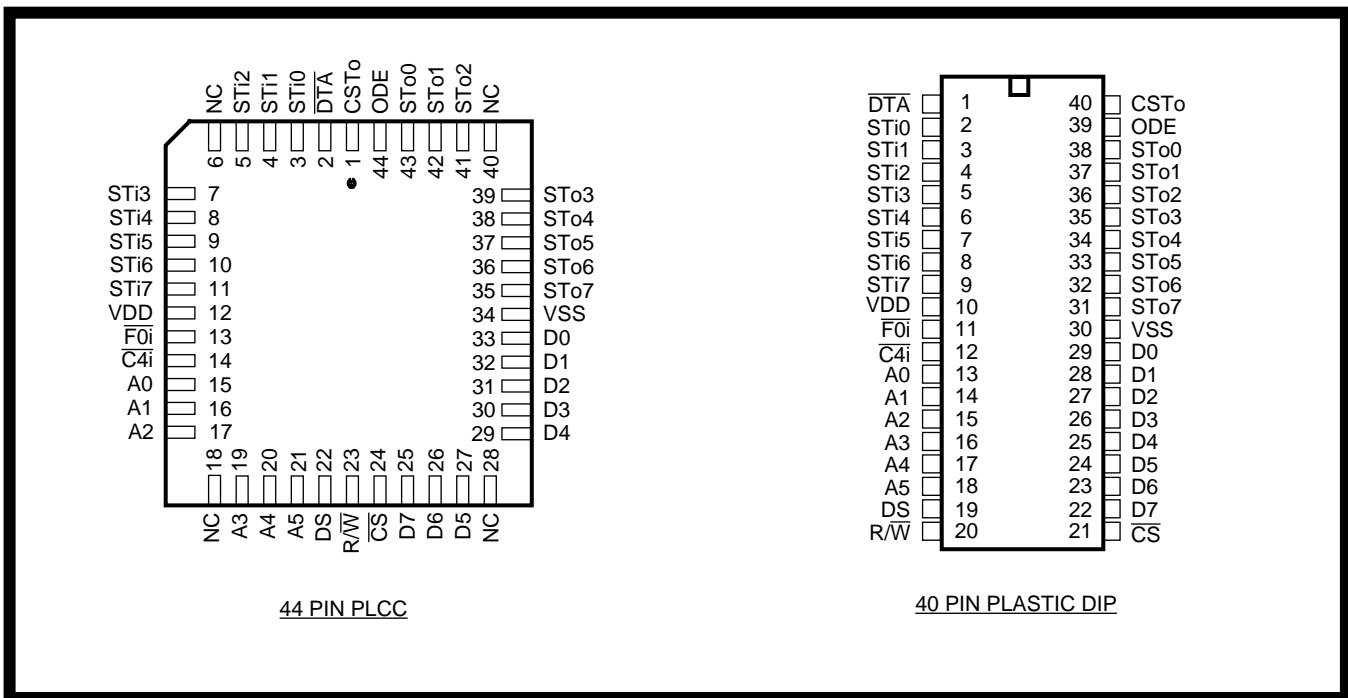 NC STi2 STi1 STi0 D̅T̅A̅ CSTo ODE STo0 STo1 STo2 NC
6 5 4 3 2 1 44 43 42 41 40
STi3 7 39 STo3
STi4 8 38 STo4
STi5 9 37 STo5
STi6 10 36 STo6
STi7 11 35 STo7
VDD 12 34 VSS
F̅0̅i̅ 13 33 D0
C̅4̅i̅ 14 32 D1
A0 15 31 D2
A1 16 30 D3
A2 17 29 D4
18 19 20 21 22 23 24 25 26 27 28
NC A3 A4 A5 DS R/W̅ C̅S̅ D7 D6 D5 NC
44 PIN PLCC
D̅T̅A̅ 1 40 CSTo
STi0 2 39 ODE
STi1 3 38 STo0
STi2 4 37 STo1
STi3 5 36 STo2
STi4 6 35 STo3
STi5 7 34 STo4
STi6 8 33 STo5
STi7 9 32 STo6
VDD 10 31 STo7
F̅0̅i̅ 11 30 VSS
C̅4̅i̅ 12 29 D0
A0 13 28 D1
A1 14 27 D2
A2 15 26 D3
A3 16 25 D4
A4 17 24 D5
A5 18 23 D6
DS 19 22 D7
R/W̅ 20 21 C̅S̅
40 PIN PLASTIC DIP